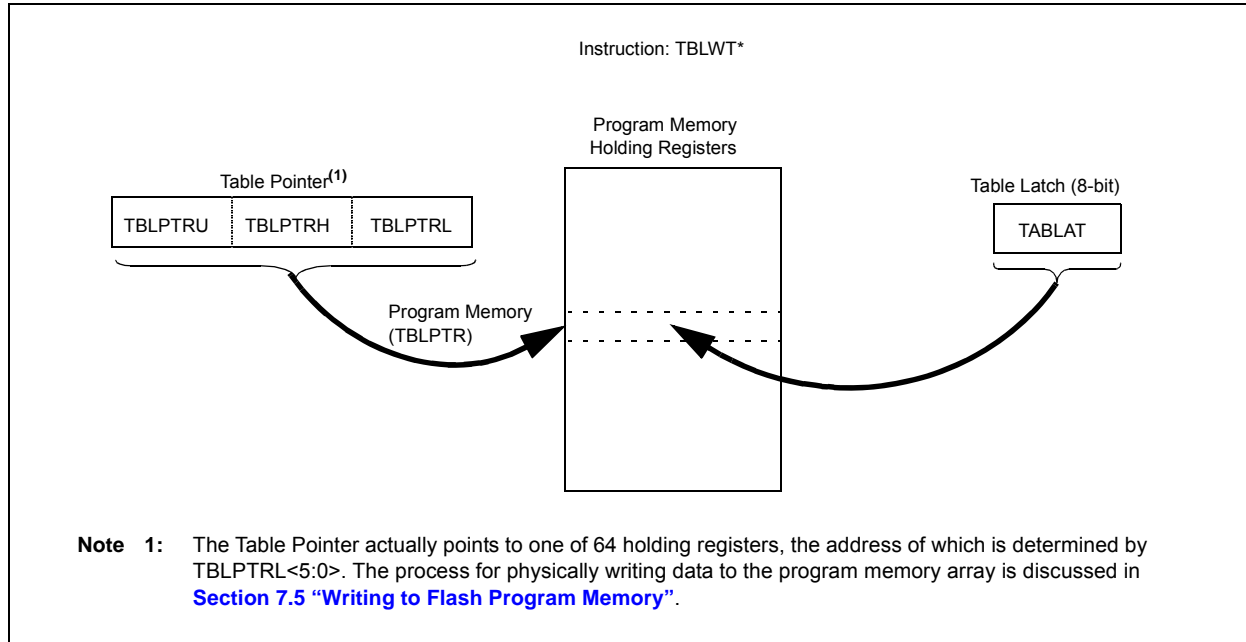 Instruction: TBLWT*
Program Memory
Holding Registers
Table Pointer(1)
Table Latch (8-bit)
TBLPTRU TBLPTRH TBLPTRL
TABLAT
Program Memory
(TBLPTR)
Note 1: The Table Pointer actually points to one of 64 holding registers, the address of which is determined by
TBLPTRL<5:0>. The process for physically writing data to the program memory array is discussed in
Section 7.5 “Writing to Flash Program Memory”.